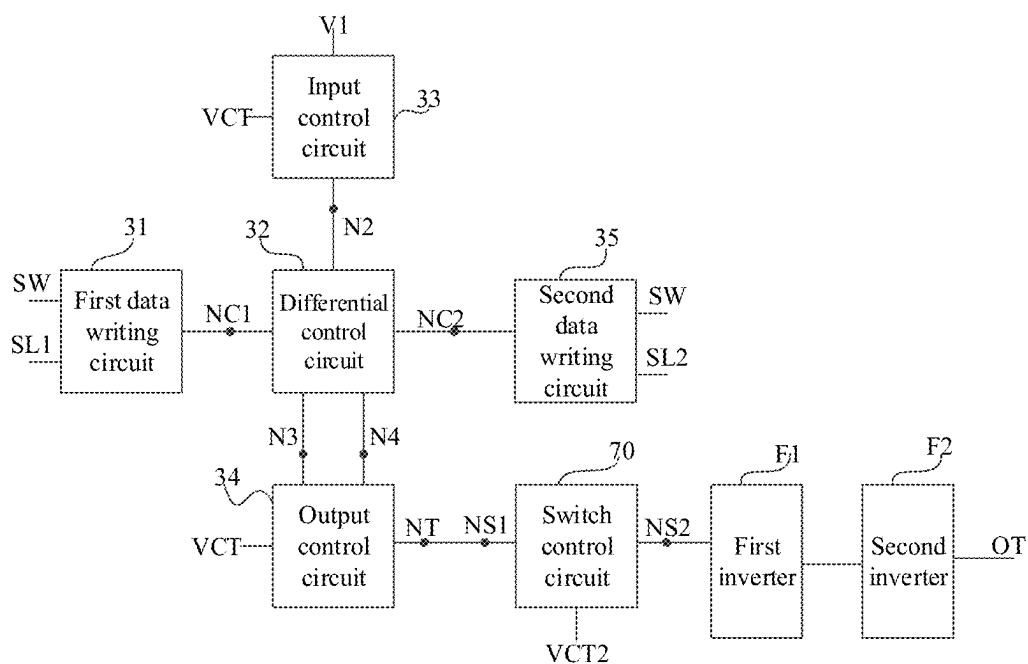 V1
Input
control
circuit
VCT
33
N2
31
32
35
SW
SL1
First data
writing
circuit
NC1
Differential
control
circuit
NC2
Second
data
writing
circuit
SW
SL2
N3
N4
34
VCT
Output
control
circuit
NT
NS1
70
Switch
control
circuit
VCT2
NS2
F1
First
inverter
F2
Second
inverter
OT